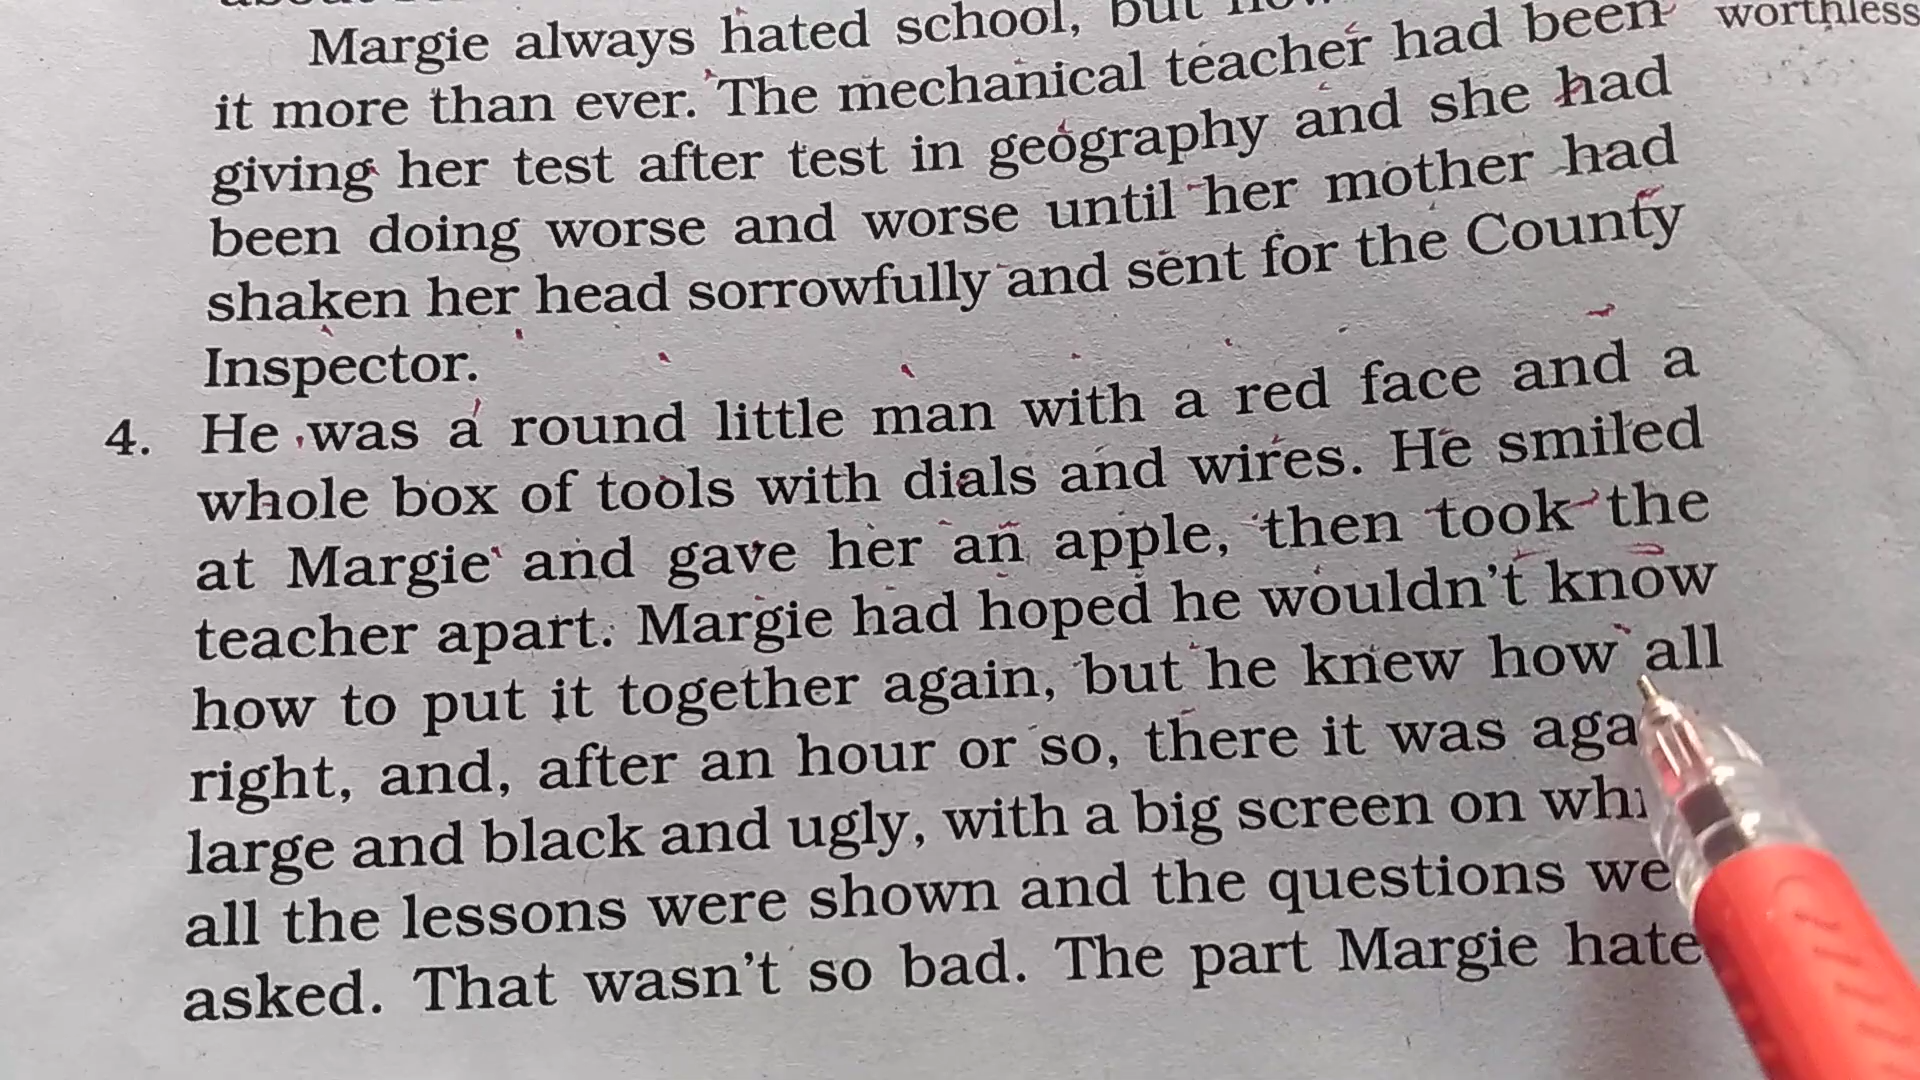 Margie always hated school, but
it more than ever. The mechanical teacher had been worthless
giving her test after test in geography and she had
been doing worse and worse until her mother had
shaken her head sorrowfully and sent for the County
Inspector.
4. He was a round little man with a red face and a
whole box of tools with dials and wires. He smiled
at Margie and gave her an apple, then took the
teacher apart. Margie had hoped he wouldn't know
how to put it together again, but he knew how all
right, and, after an hour or so, there it was aga
large and black and ugly, with a big screen on whi
all the lessons were shown and the questions we
asked. That wasn't so bad. The part Margie hate